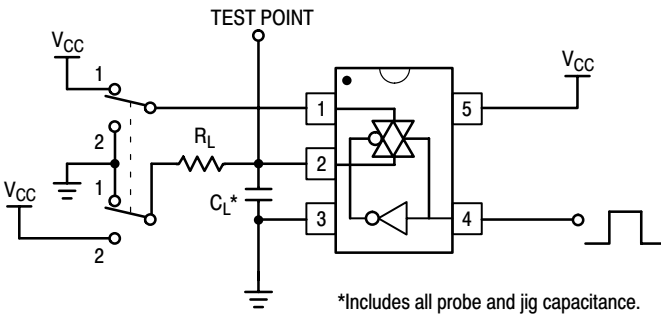 TEST POINT
VCC
VCC
1
1
5
RL
2
2
1
VCC
CL*
3
4
2
*Includes all probe and jig capacitance.